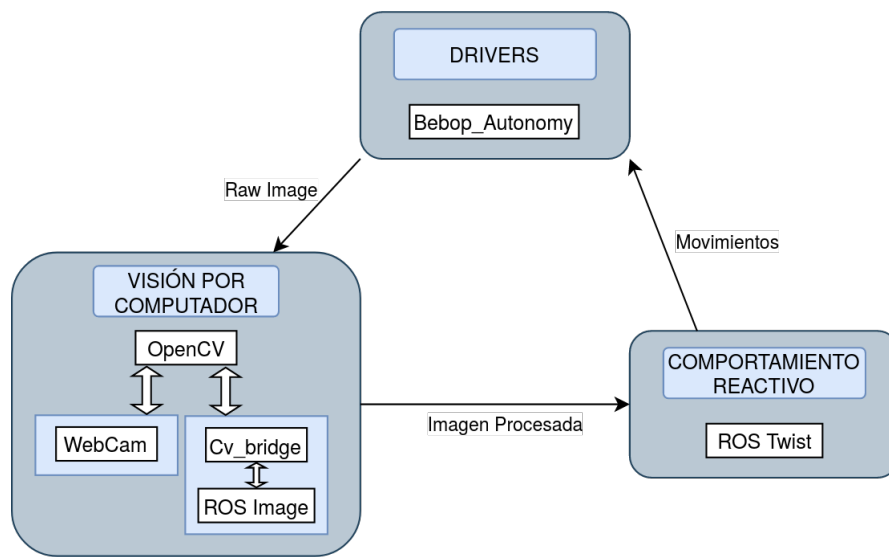 DRIVERS
Bebop_Autonomy
Raw Image
Movimientos
VISIÓN POR
COMPUTADOR
OpenCV
WebCam
Cv_bridge
ROS Image
Imagen Procesada
COMPORTAMIENTO
REACTIVO
ROS Twist